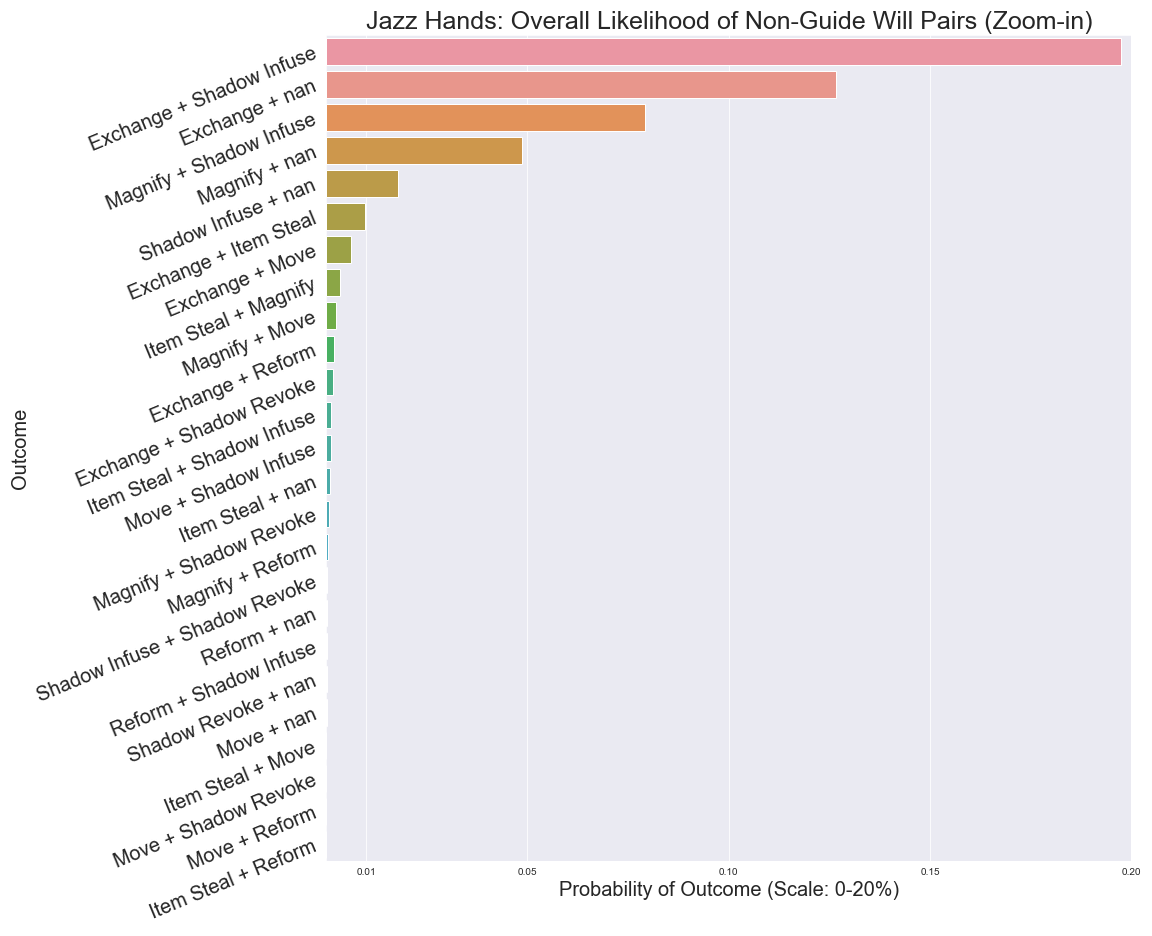 Jazz Hands: Overall Likelihood of Non-Guide Will Pairs (Zoom-in)
Outcome
Exchange + Shadow Infuse
Exchange + nan
Magnify + Shadow Infuse
Magnify + nan
Shadow Infuse + nan
Exchange + Item Steal
Exchange + Move
Item Steal + Magnify
Magnify + Move
Exchange + Reform
Exchange + Shadow Revoke
Item Steal + Shadow Infuse
Move + Shadow Infuse
Item Steal + nan
Magnify + Shadow Revoke
Magnify + Reform
Shadow Infuse + Shadow Revoke
Reform + nan
Reform + Shadow Infuse
Shadow Revoke + nan
Move + nan
Item Steal + Move
Move + Shadow Revoke
Move + Reform
Item Steal + Reform
0.01 0.05 0.10 0.15 0.20
Probability of Outcome (Scale: 0-20%)